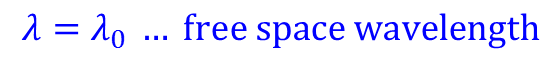 λ = λ₀ ... free space wavelength